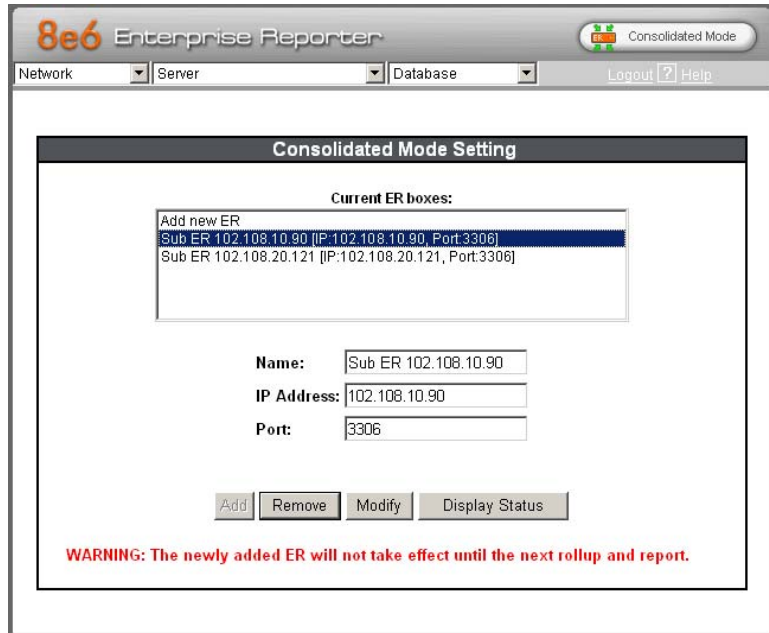 8e6 Enterprise Reporter
ER Consolidated Mode
Network Server Database Logout ? Help
Consolidated Mode Setting
Current ER boxes:
Add new ER
Sub ER 102.108.10.90 [IP:102.108.10.90, Port:3306]
Sub ER 102.108.20.121 [IP:102.108.20.121, Port:3306]
Name: Sub ER 102.108.10.90
IP Address: 102.108.10.90
Port: 3306
Add Remove Modify Display Status
WARNING: The newly added ER will not take effect until the next rollup and report.